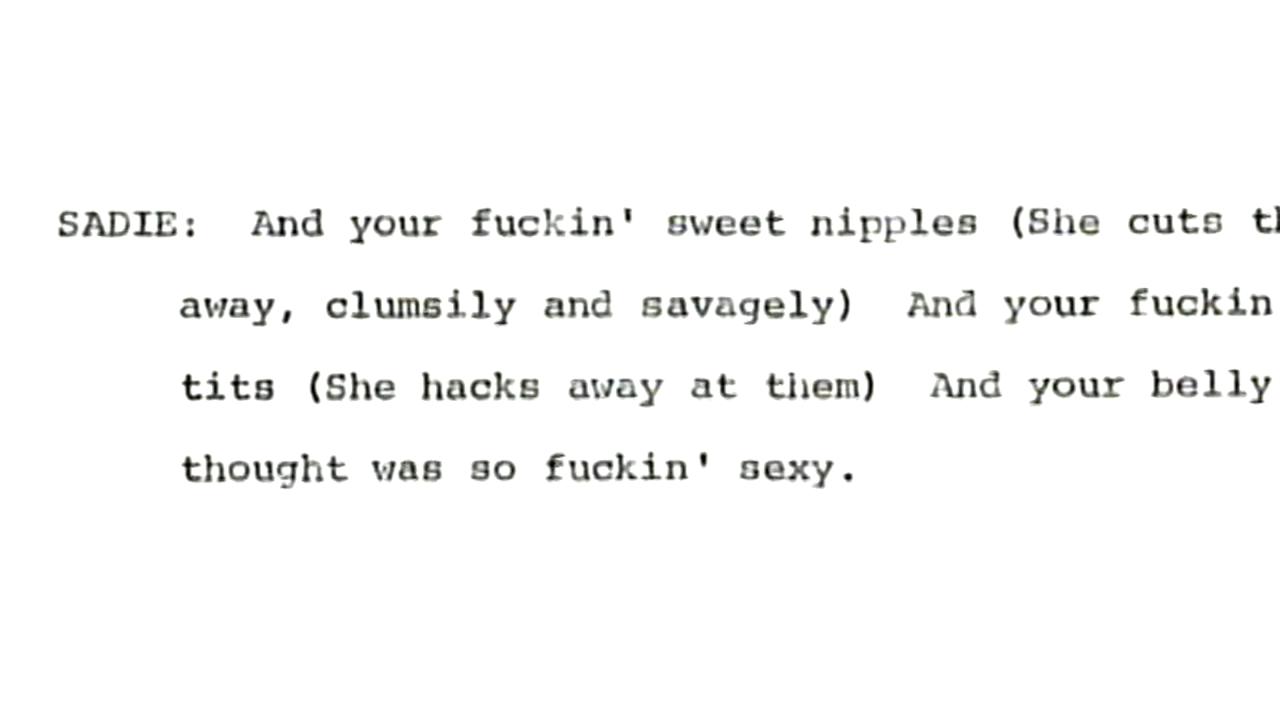 SADIE:  And your fuckin' sweet nipples (She cuts
away, clumsily and savagely)  And your fuckin
tits (She hacks away at them)  And your belly
thought was so fuckin' sexy.